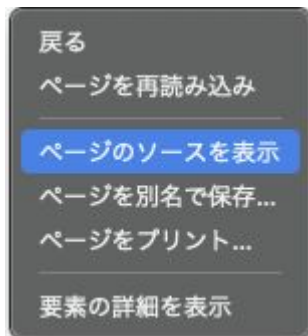 戻る
ページを再読み込み
ページのソースを表示
ページを別名で保存...
ページをプリント...
要素の詳細を表示